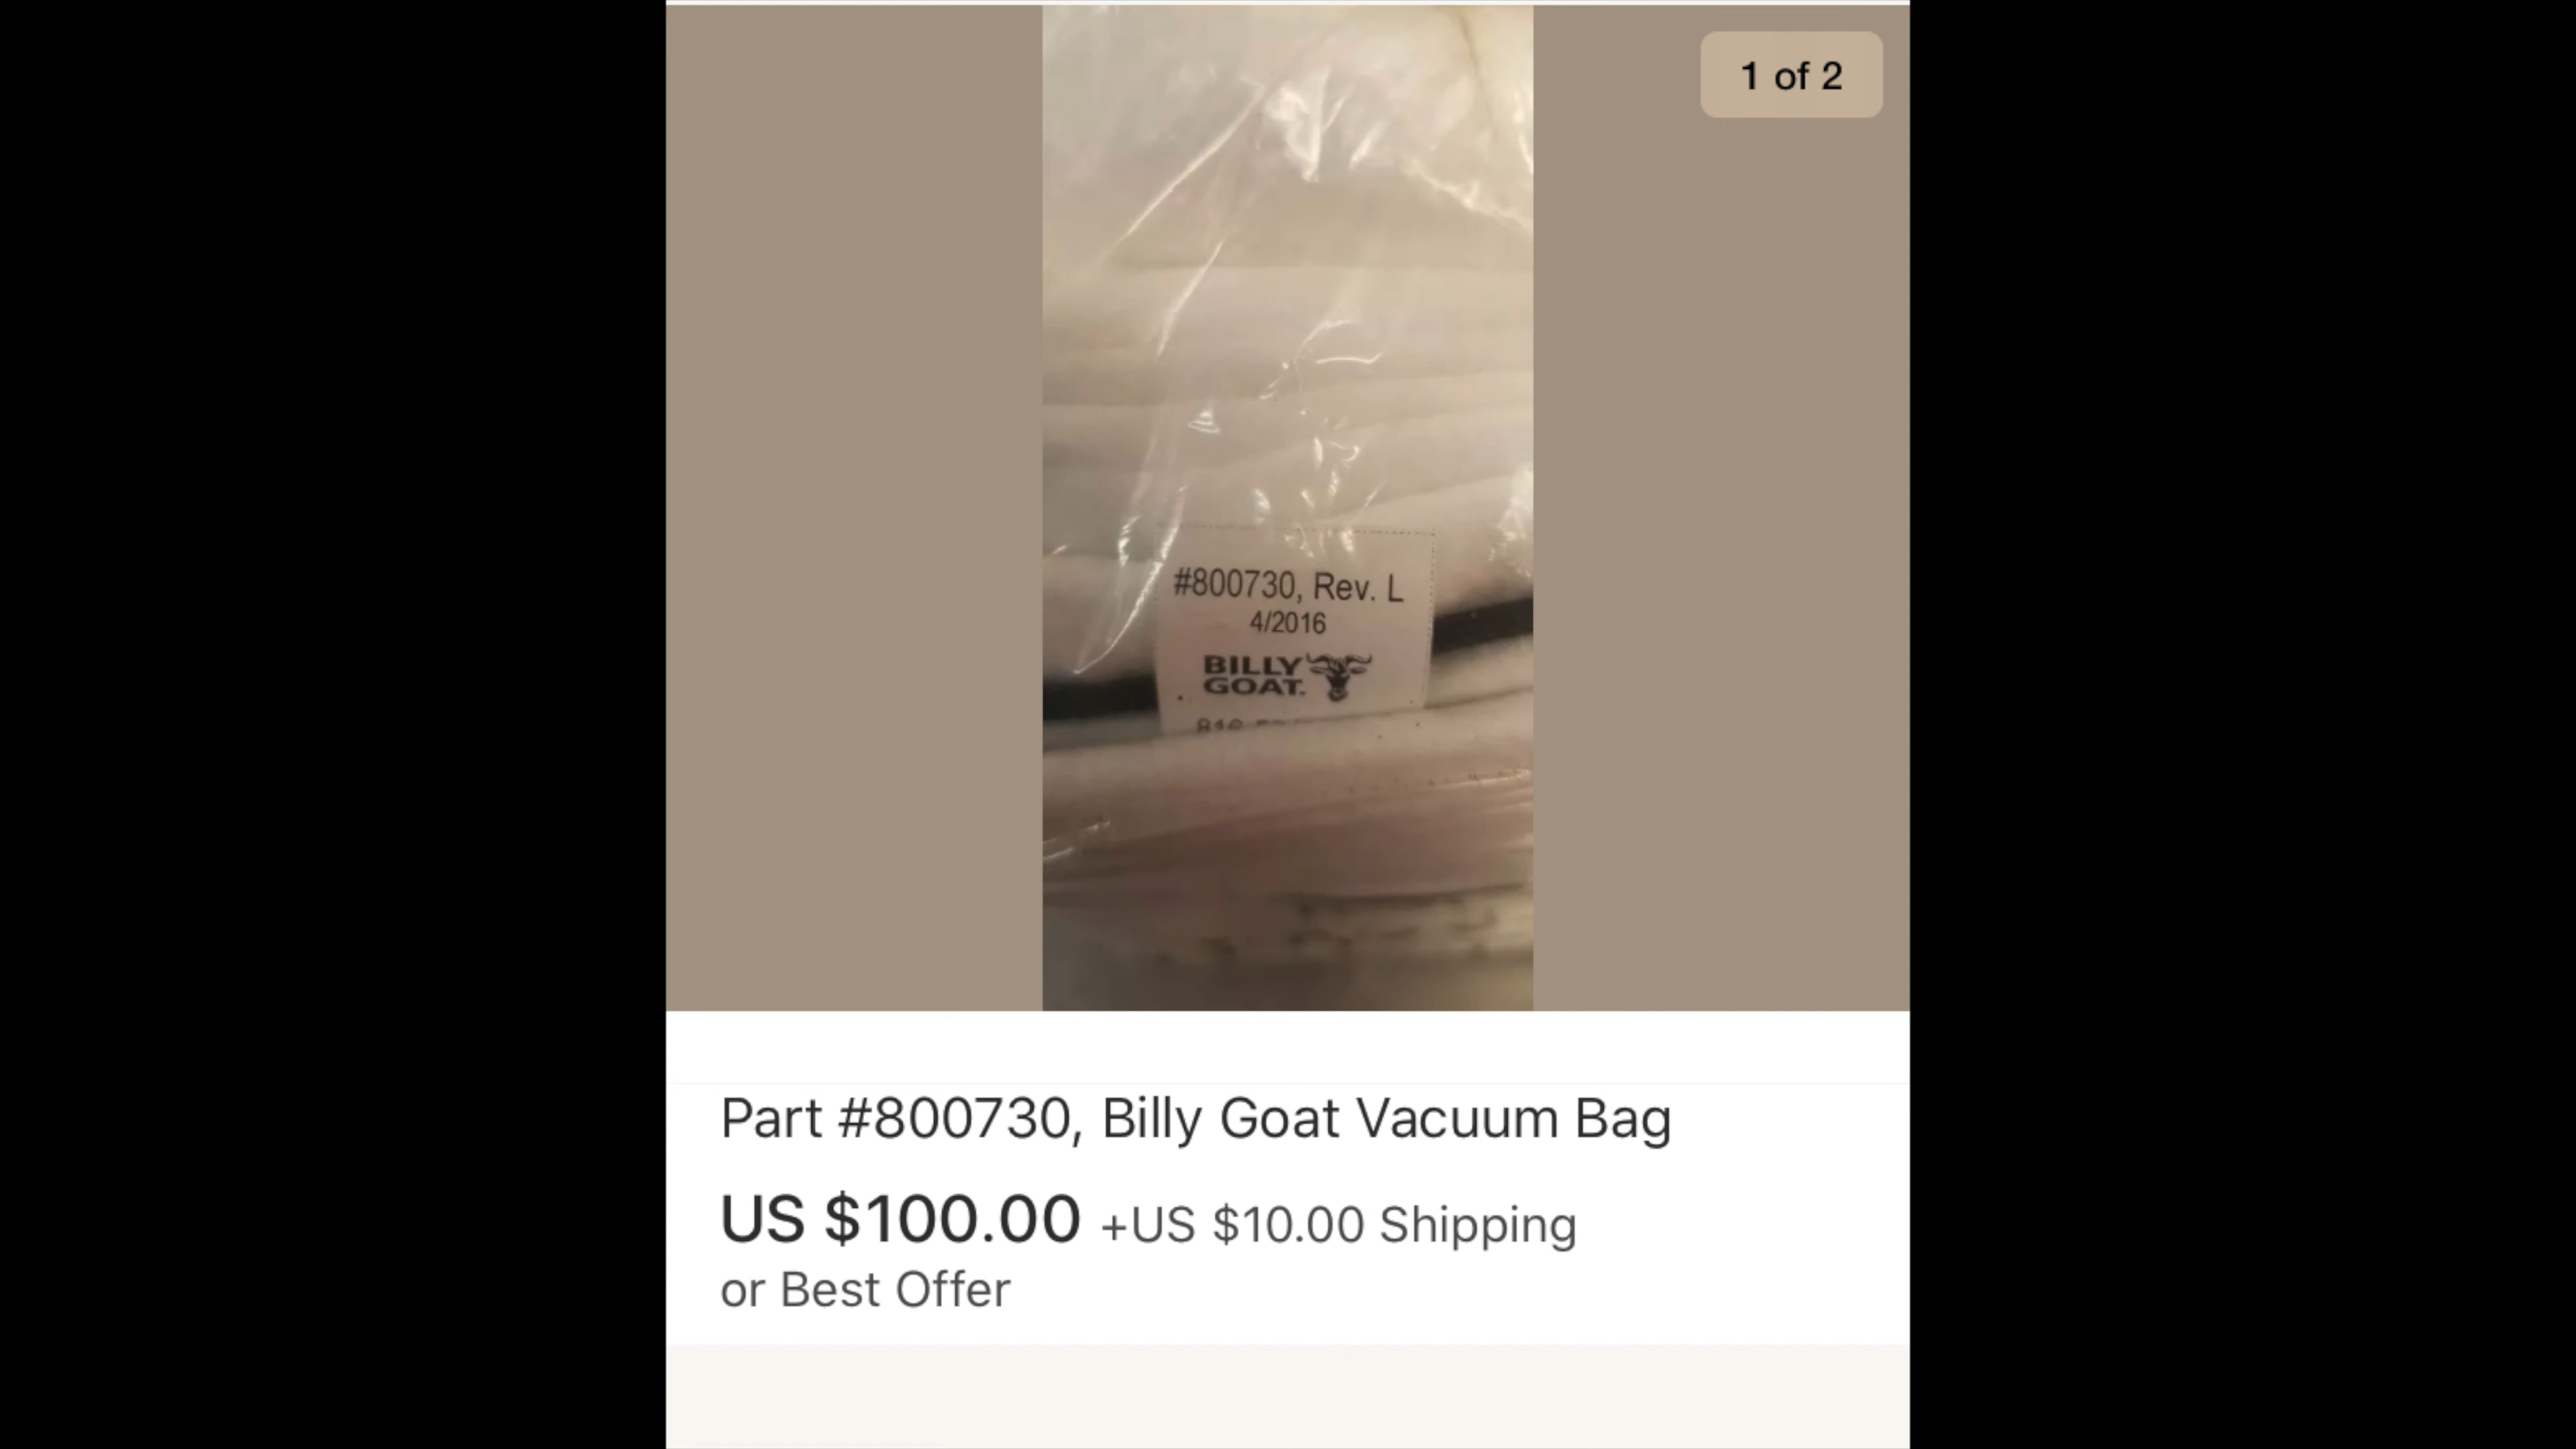 1 of 2
#800730, Rev. L
4/2016
BILLY
GOAT.
Part #800730, Billy Goat Vacuum Bag
US $100.00 +US $10.00 Shipping
or Best Offer